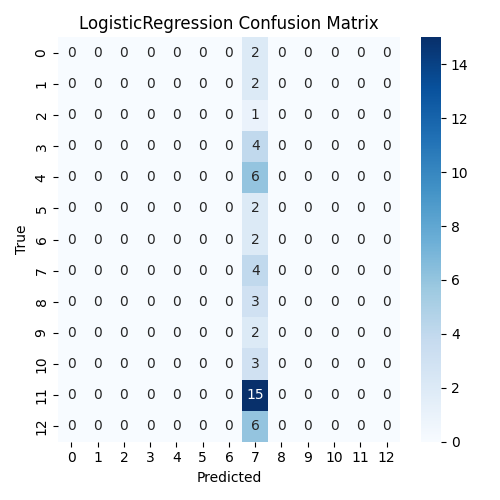 LogisticRegression Confusion Matrix
0 0 0 0 0 0 0 0 2 0 0 0 0 0
1 0 0 0 0 0 0 0 2 0 0 0 0 0
2 0 0 0 0 0 0 0 1 0 0 0 0 0
3 0 0 0 0 0 0 0 4 0 0 0 0 0
4 0 0 0 0 0 0 0 6 0 0 0 0 0
5 0 0 0 0 0 0 0 2 0 0 0 0 0
6 0 0 0 0 0 0 0 2 0 0 0 0 0
7 0 0 0 0 0 0 0 4 0 0 0 0 0
8 0 0 0 0 0 0 0 3 0 0 0 0 0
9 0 0 0 0 0 0 0 2 0 0 0 0 0
10 0 0 0 0 0 0 0 3 0 0 0 0 0
11 0 0 0 0 0 0 0 15 0 0 0 0 0
12 0 0 0 0 0 0 0 6 0 0 0 0 0
0 1 2 3 4 5 6 7 8 9 10 11 12
Predicted
True
14
12
10
8
6
4
2
0